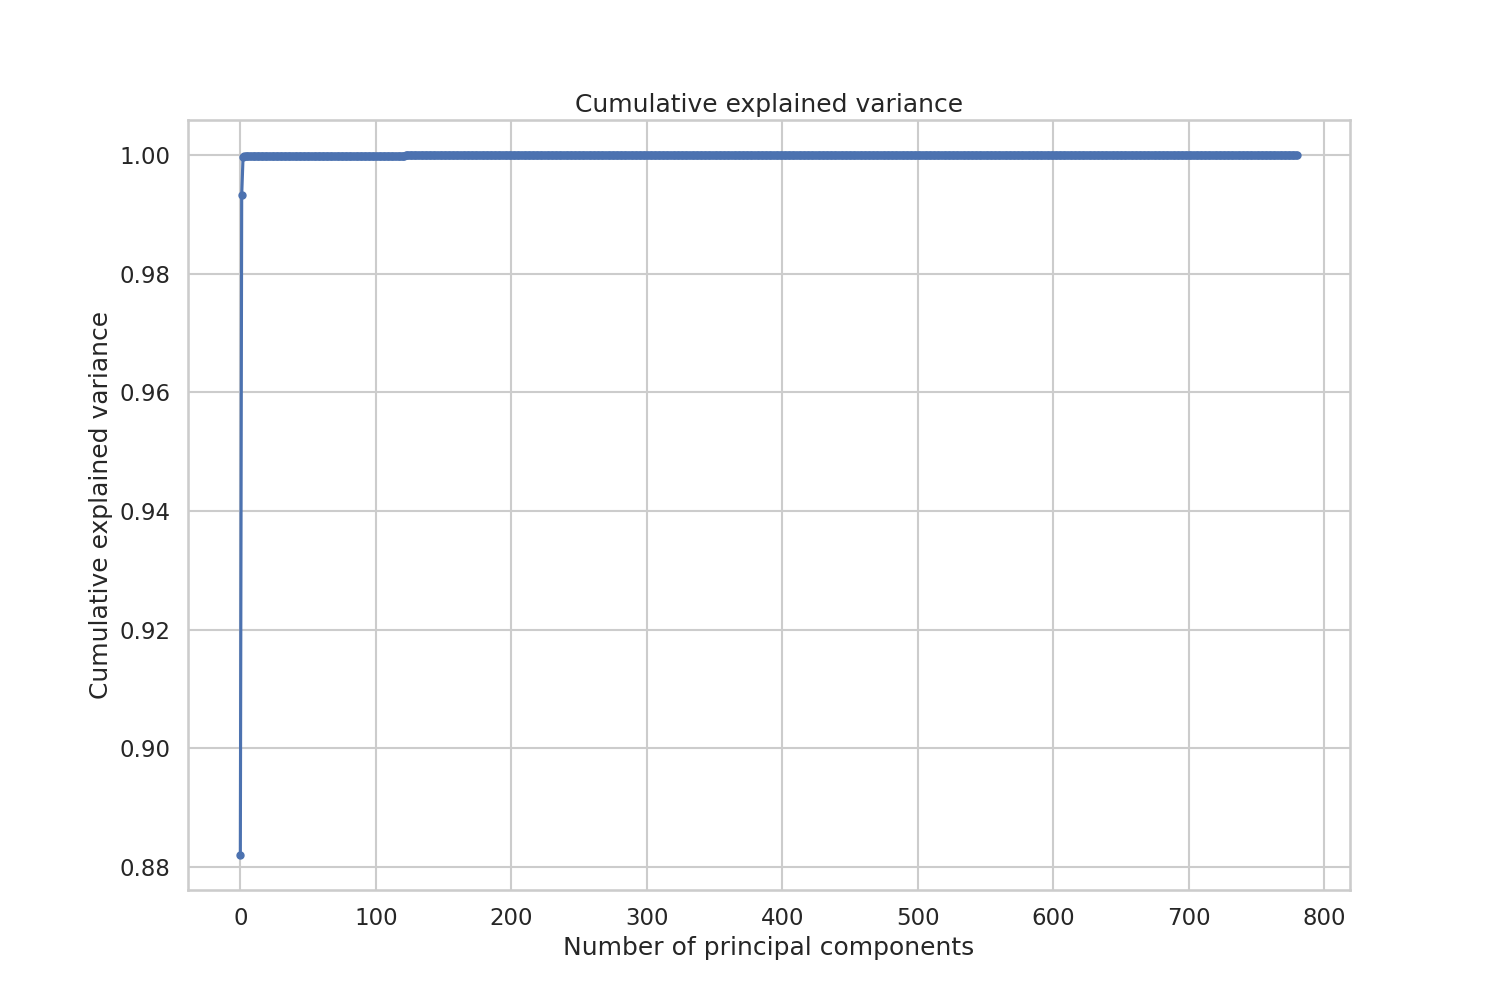 Cumulative explained variance
Cumulative explained variance
1.00
0.98
0.96
0.94
0.92
0.90
0.88
0 100 200 300 400 500 600 700 800
Number of principal components